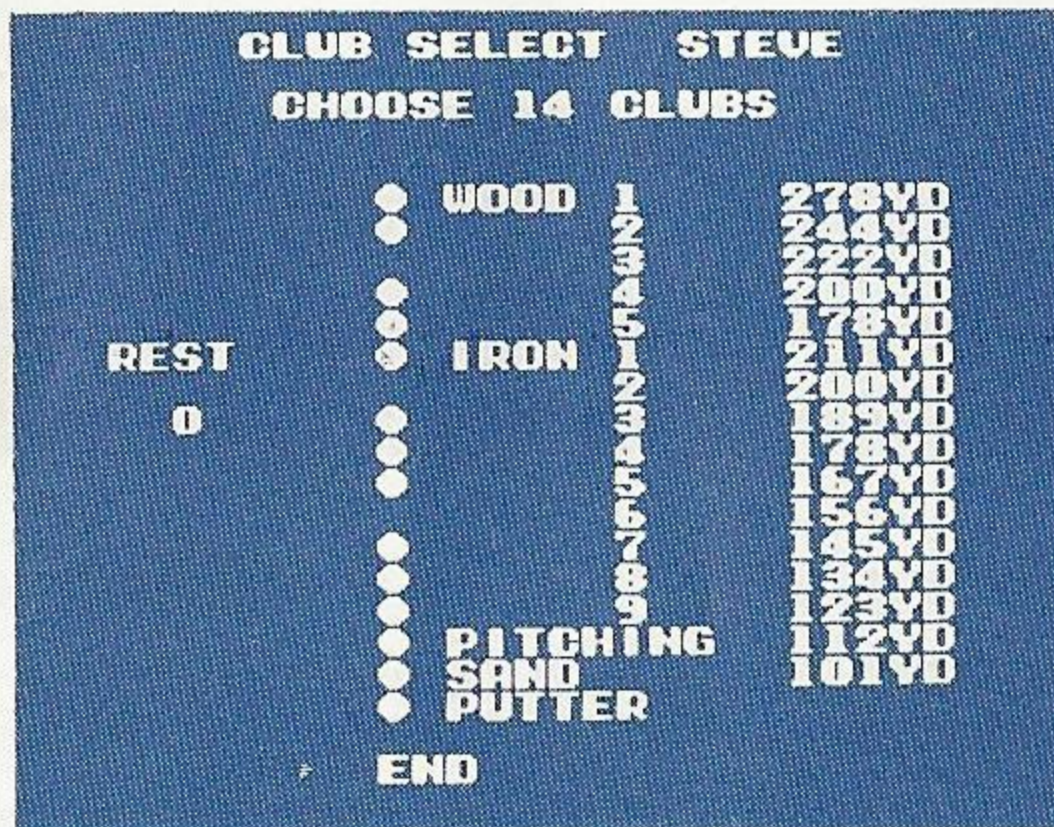 CLUB SELECT STEVE
CHOOSE 14 CLUBS
WOOD 1 278YD
2 244YD
3 222YD
4 200YD
5 178YD
REST IRON 1 211YD
2 200YD
0 3 189YD
4 178YD
5 167YD
6 156YD
7 145YD
8 134YD
9 123YD
PITCHING 112YD
SAND 101YD
PUTTER
END